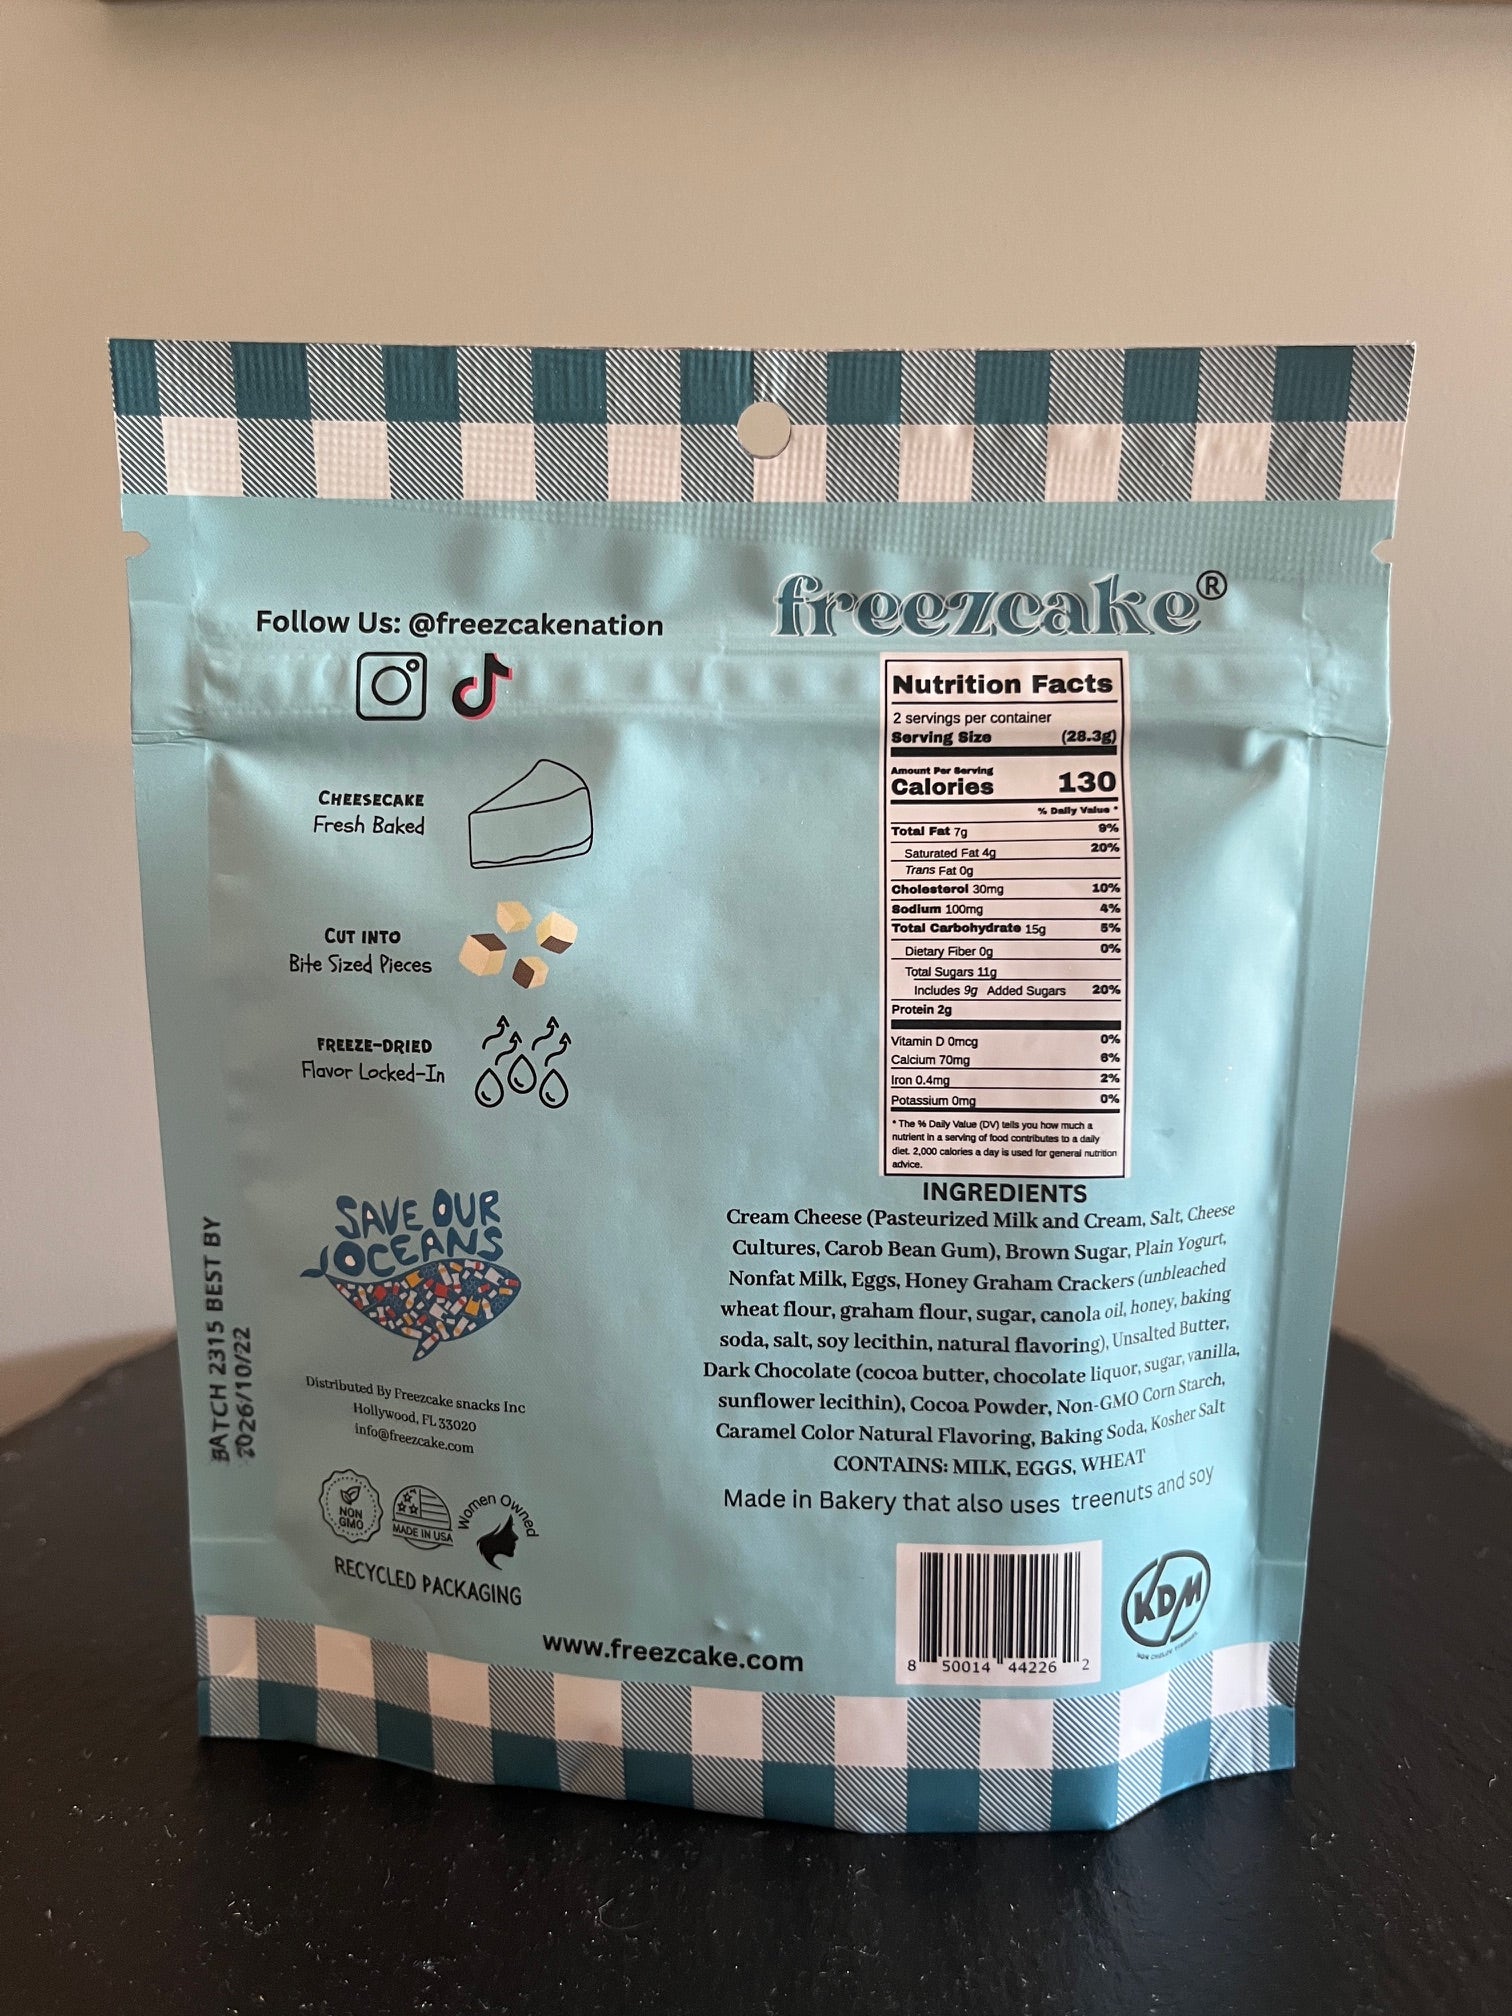 Follow Us: @freezcakenation
CHEESECAKE
Fresh Baked
CUT INTO
Bite Sized Pieces
FREEZE-DRIED
Flavor Locked-In
SAVE OUR
OCEANS
BATCH 2315 BEST BY
2026/10/22
Distributed By Freezcake snacks Inc
Hollywood, FL 33020
info@freezcake.com
NON
GMO
MADE IN USA
Women Owned
RECYCLED PACKAGING
www.freezcake.com
freezcake®
Nutrition Facts
2 servings per container
Serving Size (28.3g)
Amount Per Serving
Calories 130
% Daily Value *
Total Fat 7g 9%
Saturated Fat 4g 20%
Trans Fat 0g
Cholesterol 30mg 10%
Sodium 100mg 4%
Total Carbohydrate 15g 5%
Dietary Fiber 0g 0%
Total Sugars 11g
Includes 9g Added Sugars 20%
Protein 2g
Vitamin D 0mcg 0%
Calcium 70mg 6%
Iron 0.4mg 2%
Potassium 0mg 0%
* The % Daily Value (DV) tells you how much a
nutrient in a serving of food contributes to a daily
diet. 2,000 calories a day is used for general nutrition
advice.
INGREDIENTS
Cream Cheese (Pasteurized Milk and Cream, Salt, Cheese
Cultures, Carob Bean Gum), Brown Sugar, Plain Yogurt,
Nonfat Milk, Eggs, Honey Graham Crackers (unbleached
wheat flour, graham flour, sugar, canola oil, honey, baking
soda, salt, soy lecithin, natural flavoring), Unsalted Butter,
Dark Chocolate (cocoa butter, chocolate liquor, sugar, vanilla,
sunflower lecithin), Cocoa Powder, Non-GMO Corn Starch,
Caramel Color Natural Flavoring, Baking Soda, Kosher Salt
CONTAINS: MILK, EGGS, WHEAT
Made in Bakery that also uses treenuts and soy
8 50014 44226 2
KDM